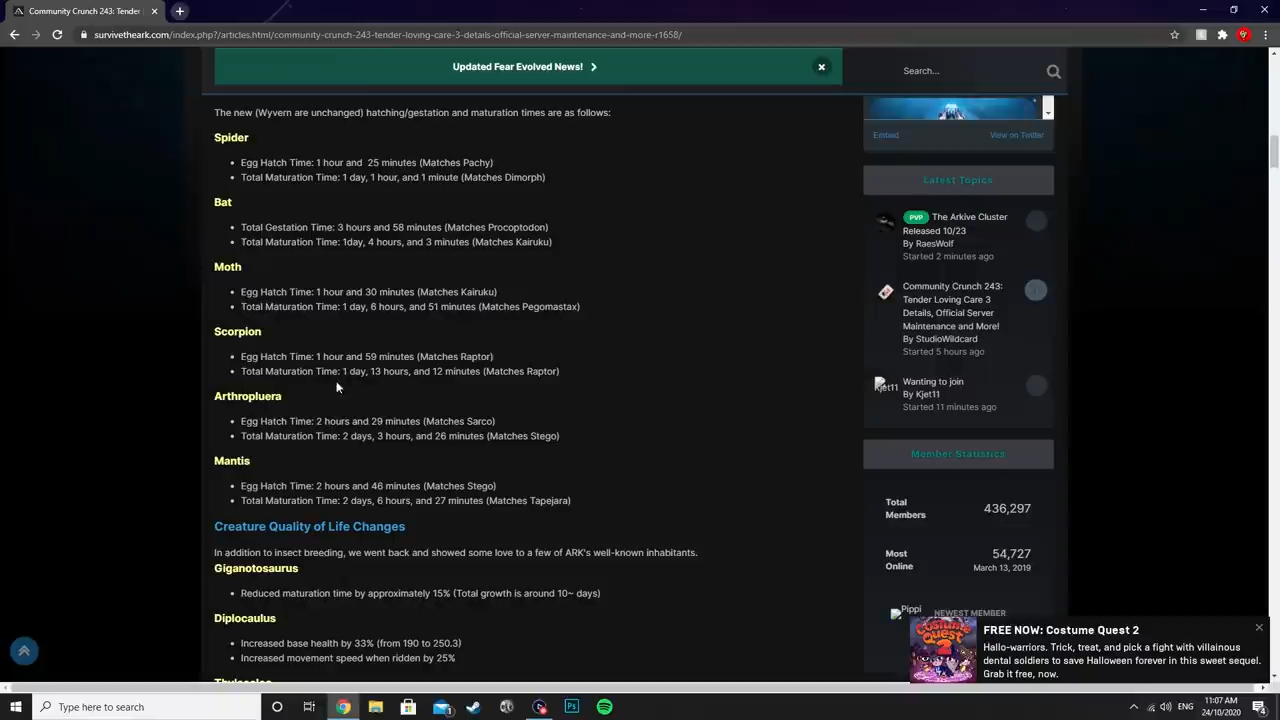 Community Crunch 243: Tender
survivetheark.com/index.php?/articles.html/community-crunch-243-tender-loving-care-3-details-official-server-maintenance-and-more-r1658/
Updated Fear Evolved News!
Search...
The new (Wyvern are unchanged) hatching/gestation and maturation times are as follows:
Spider
Egg Hatch Time: 1 hour and 25 minutes (Matches Pachy)
Total Maturation Time: 1 day, 1 hour, and 1 minute (Matches Dimorph)
Bat
Total Gestation Time: 3 hours and 58 minutes (Matches Procoptodon)
Total Maturation Time: 1day, 4 hours, and 3 minutes (Matches Kairuku)
Moth
Egg Hatch Time: 1 hour and 30 minutes (Matches Kairuku)
Total Maturation Time: 1 day, 6 hours, and 51 minutes (Matches Pegomastax)
Scorpion
Egg Hatch Time: 1 hour and 59 minutes (Matches Raptor)
Total Maturation Time: 1 day, 13 hours, and 12 minutes (Matches Raptor)
Arthropluera
Egg Hatch Time: 2 hours and 29 minutes (Matches Sarco)
Total Maturation Time: 2 days, 3 hours, and 26 minutes (Matches Stego)
Mantis
Egg Hatch Time: 2 hours and 46 minutes (Matches Stego)
Total Maturation Time: 2 days, 6 hours, and 27 minutes (Matches Tapejara)
Creature Quality of Life Changes
In addition to insect breeding, we went back and showed some love to a few of ARK's well-known inhabitants.
Giganotosaurus
Reduced maturation time by approximately 15% (Total growth is around 10~ days)
Diplocaulus
Increased base health by 33% (from 190 to 250.3)
Increased movement speed when ridden by 25%
Embed
View on Twitter
Latest Topics
PVP The Arkive Cluster
Released 10/23
By RaesWolf
Started 2 minutes ago
Community Crunch 243:
Tender Loving Care 3
Details, Official Server
Maintenance and More!
By StudioWildcard
Started 5 hours ago
Kjet11
Wanting to join
By Kjet11
Started 11 minutes ago
Member Statistics
Total
Members
436,297
Most
Online
54,727
March 13, 2019
Pippi
NEWEST MEMBER
COSTUME QUEST 2
FREE NOW: Costume Quest 2
Hallo-warriors. Trick, treat, and pick a fight with villainous
dental soldiers to save Halloween forever in this sweet sequel.
Grab it free, now.
Type here to search
ENG
11:07 AM
24/10/2020